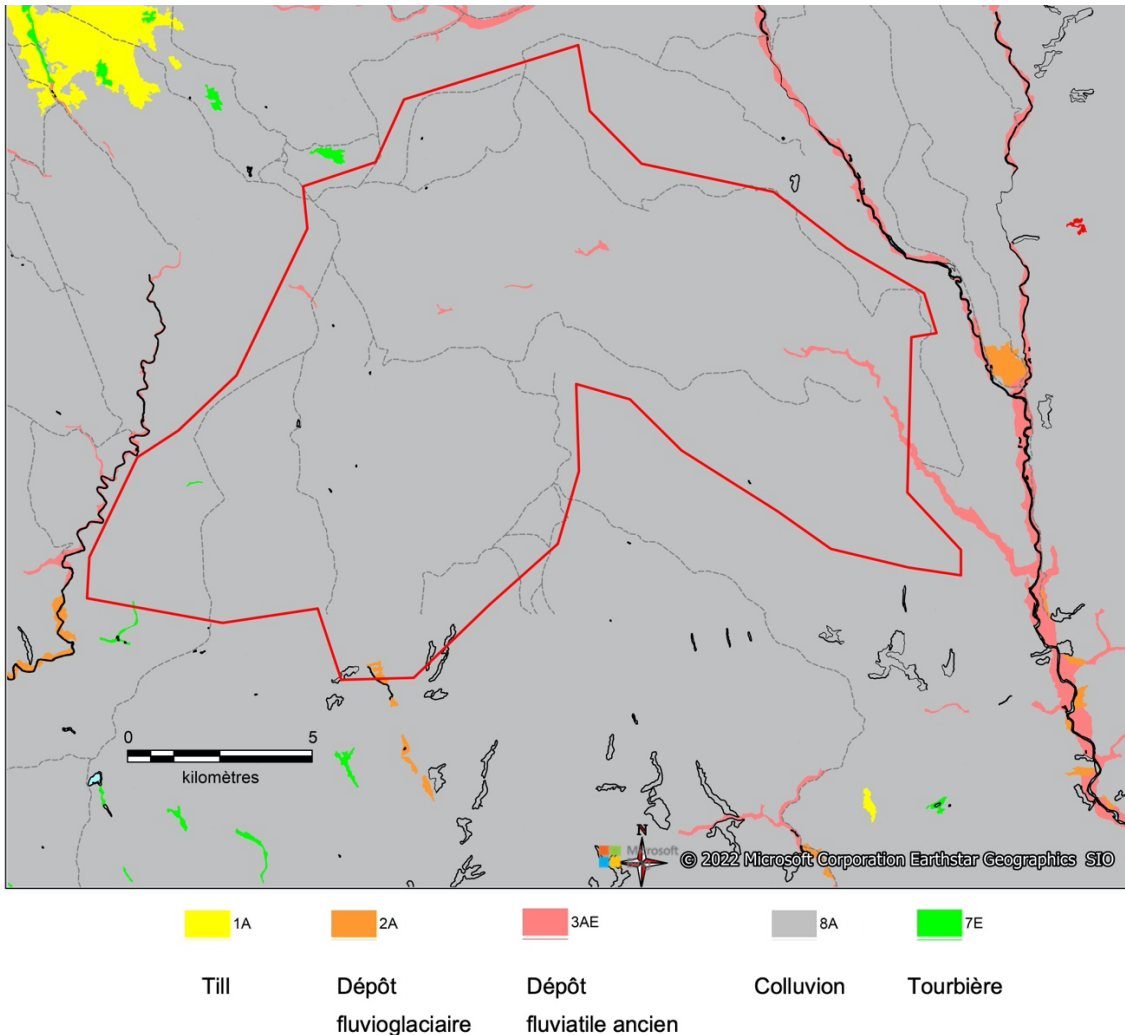 0 5
kilomètres
N
Microsoft
© 2022 Microsoft Corporation Earthstar Geographics SIO
1A 2A 3AE 8A 7E
Till Dépôt Dépôt Colluvion Tourbière
fluvioglaciaire fluviatile ancien